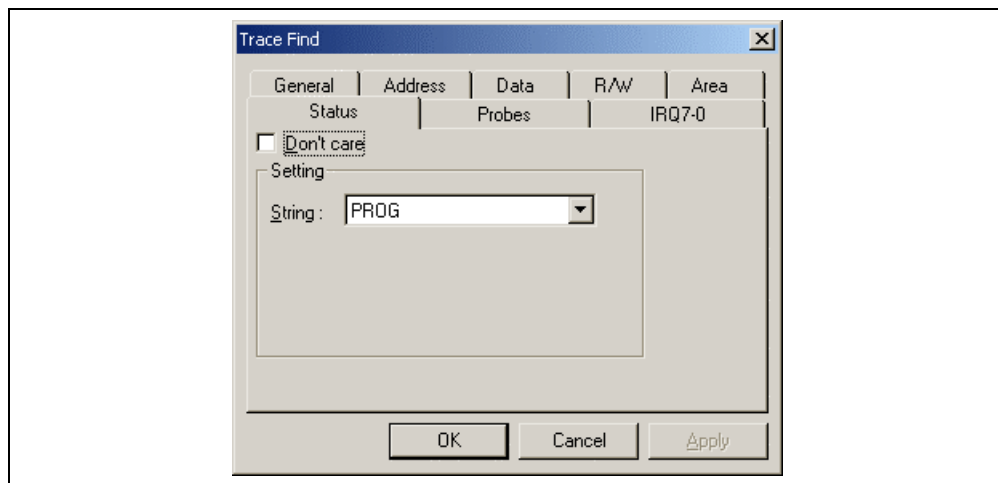 Trace Find
General Address Data R/W Area
Status Probes IRQ7-0
Don't care
Setting
String : PROG
OK Cancel Apply